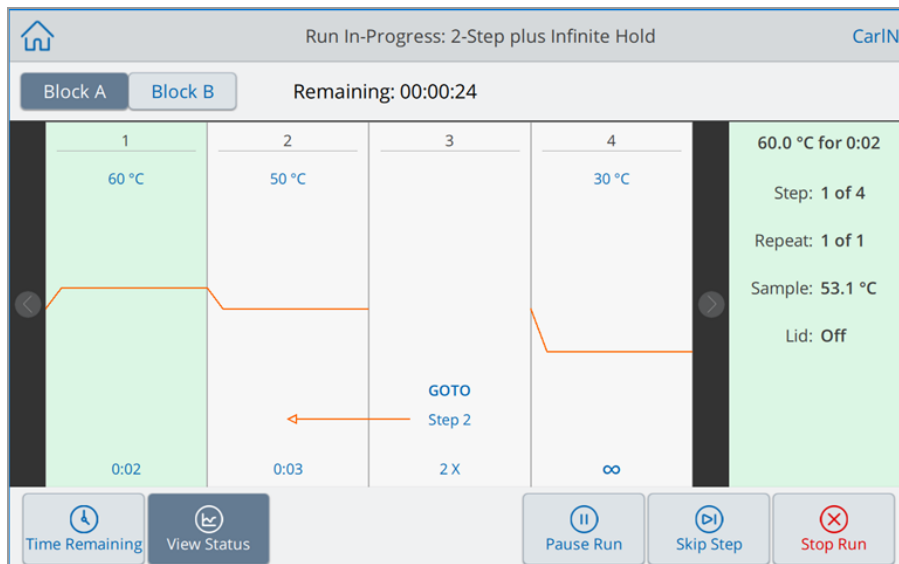 Run In-Progress: 2-Step plus Infinite Hold
CarlN
Block A
Block B
Remaining: 00:00:24
1
2
3
4
60 °C
50 °C
30 °C
GOTO
Step 2
0:02
0:03
2 X
∞
60.0 °C for 0:02
Step: 1 of 4
Repeat: 1 of 1
Sample: 53.1 °C
Lid: Off
Time Remaining
View Status
Pause Run
Skip Step
Stop Run